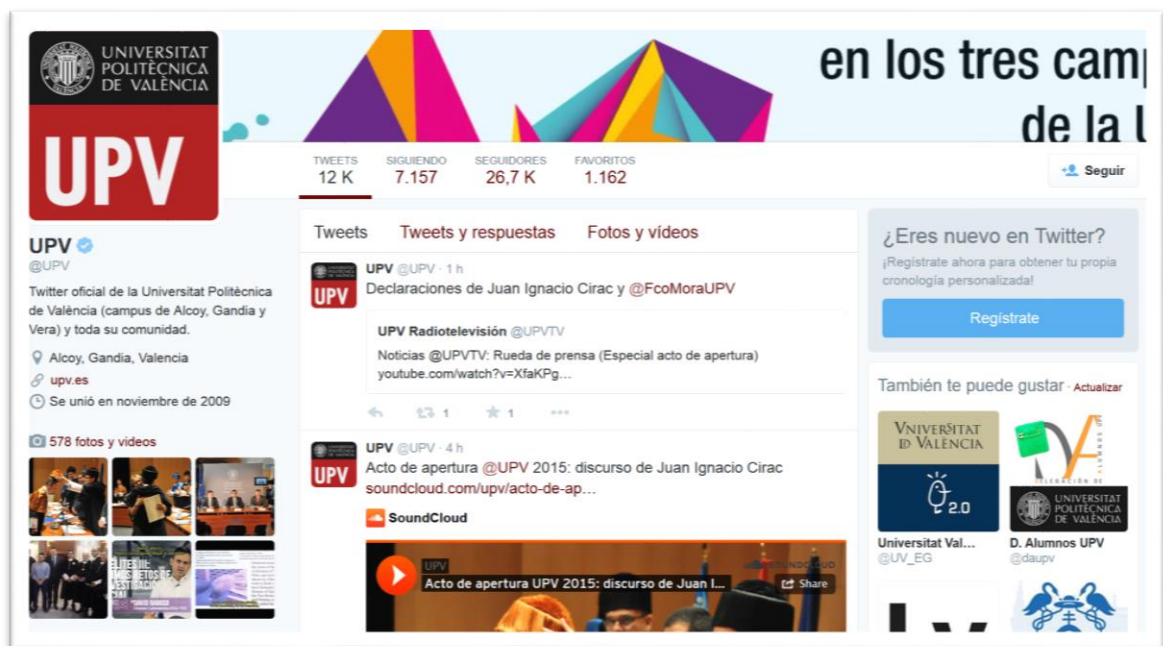 UNIVERSITAT
POLITÈCNICA
DE VALÈNCIA
UPV
en los tres
de la
TWEETS SIGUIENDO SEGUIDORES FAVORITOS
12 K 7.157 26,7 K 1.162
Seguir
UPV
@UPV
Twitter oficial de la Universitat Politècnica
de València (campus de Alcoy, Gandia y
Vera) y toda su comunidad.
Alcoy, Gandia, Valencia
upv.es
Se unió en noviembre de 2009
578 fotos y videos
Tweets Tweets y respuestas Fotos y vídeos
UPV @UPV · 1 h
Declaraciones de Juan Ignacio Cirac y @FcoMoraUPV
UPV Radiotelevisión @UPVTV
Noticias @UPVTV: Rueda de prensa (Especial acto de apertura)
youtube.com/watch?v=XfaKPg...
1 1
UPV @UPV · 4 h
Acto de apertura @UPV 2015: discurso de Juan Ignacio Cirac
soundcloud.com/upv/acto-de-ap...
SoundCloud
UPV
SOUNDCLOUD
Acto de apertura UPV 2015: discurso de Juan I...
Share
¿Eres nuevo en Twitter?
¡Regístrate ahora para obtener tu propia
cronología personalizada!
Regístrate
También te puede gustar · Actualizar
VNIVERSITAT
ID VALÈNCIA
2.0
Universitat Val...
@UV_EG
DELEGACIÓN DE
ALUMNOS UPV
UNIVERSITAT
POLITÈCNICA
DE VALÈNCIA
D. Alumnos UPV
@daupv